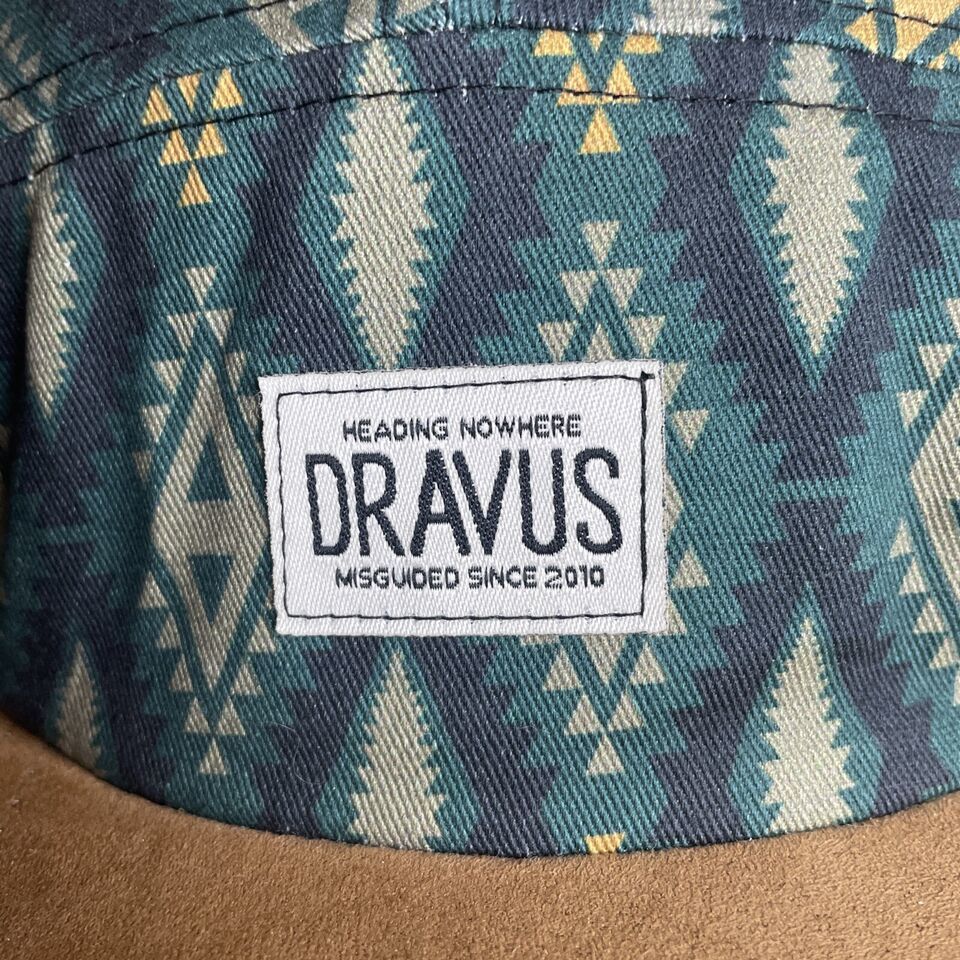 HEADING NOWHERE
DRAVUS
MISGUIDED SINCE 2010